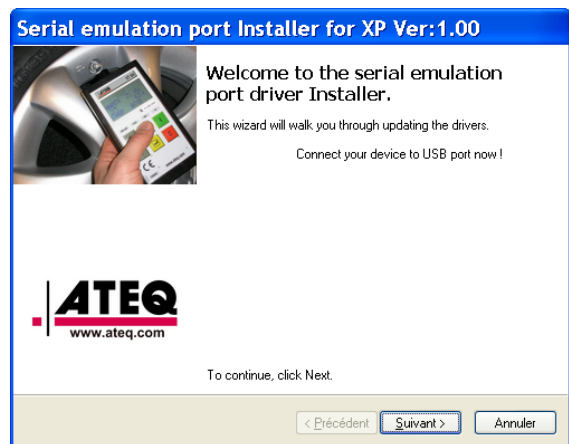 Serial emulation port Installer for XP Ver:1.00
Welcome to the serial emulation
port driver Installer.
This wizard will walk you through updating the drivers.
Connect your device to USB port now !
ATEQ
www.ateq.com
To continue, click Next.
< Précédent
Suivant >
Annuler